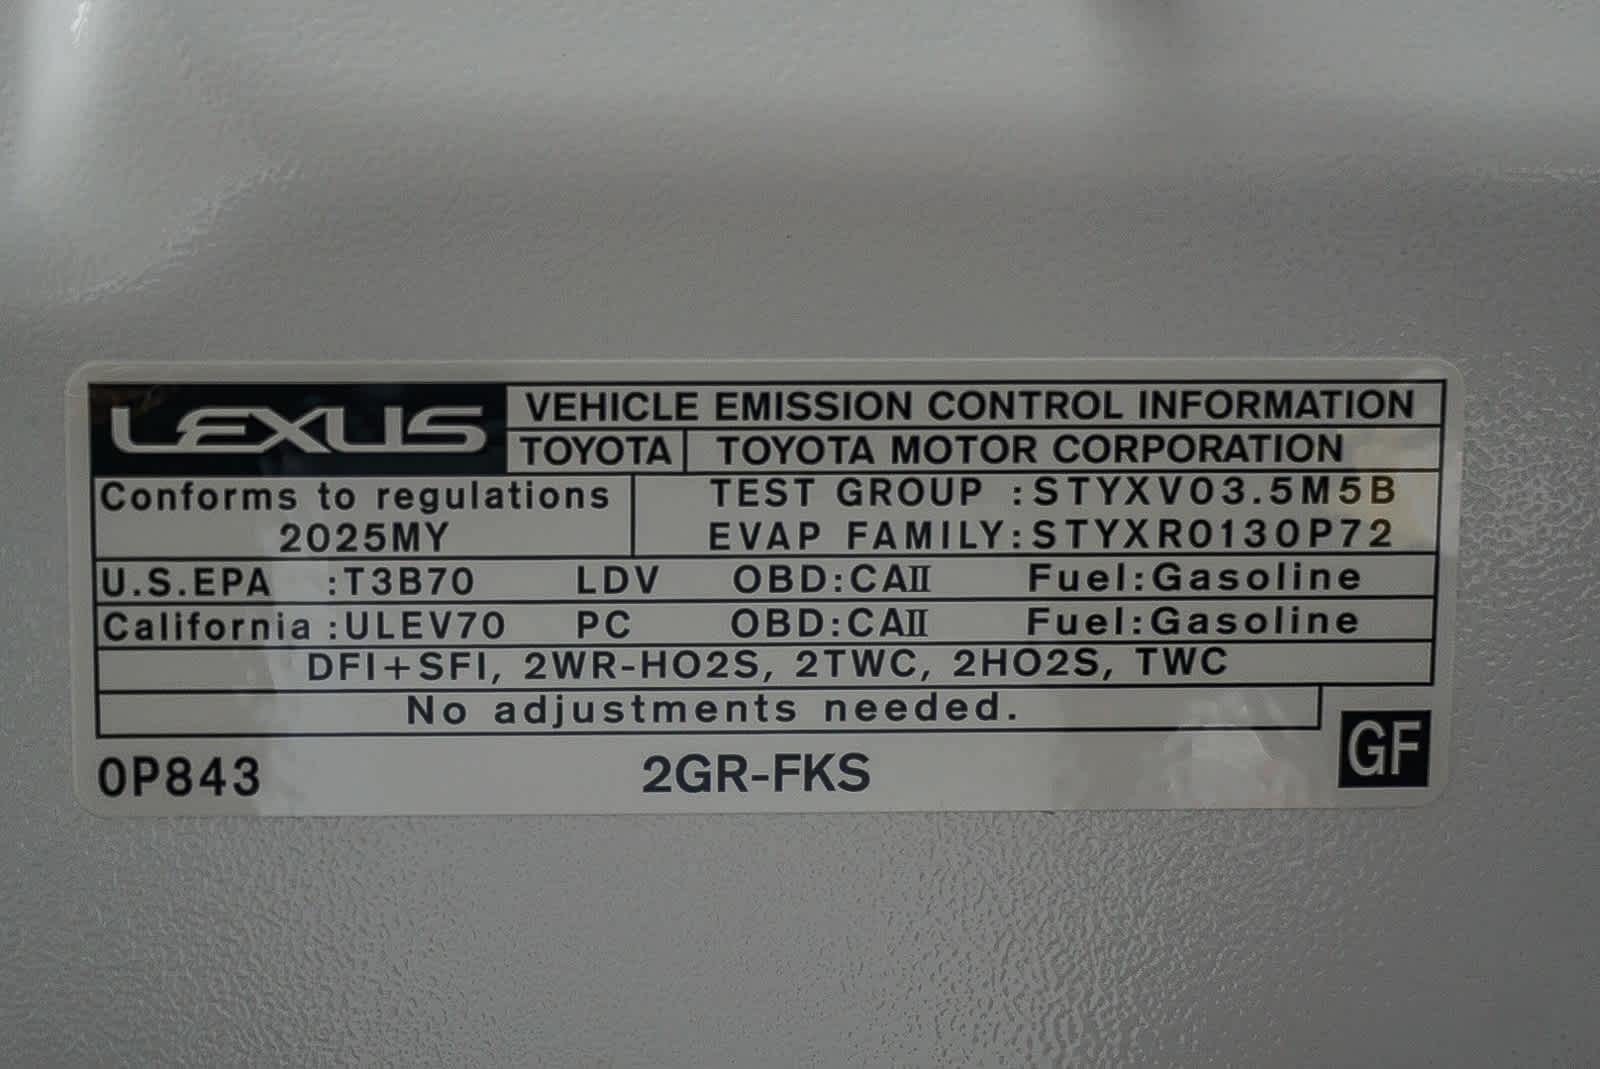 LEXUS VEHICLE EMISSION CONTROL INFORMATION
TOYOTA TOYOTA MOTOR CORPORATION
Conforms to regulations
2025MY
TEST GROUP :STYXV03.5M5B
EVAP FAMILY:STYXR0130P72
U.S.EPA :T3B70 LDV OBD:CAⅡ Fuel:Gasoline
California :ULEV70 PC OBD:CAⅡ Fuel:Gasoline
DFI+SFI, 2WR-HO2S, 2TWC, 2HO2S, TWC
No adjustments needed.
0P843 2GR-FKS GF